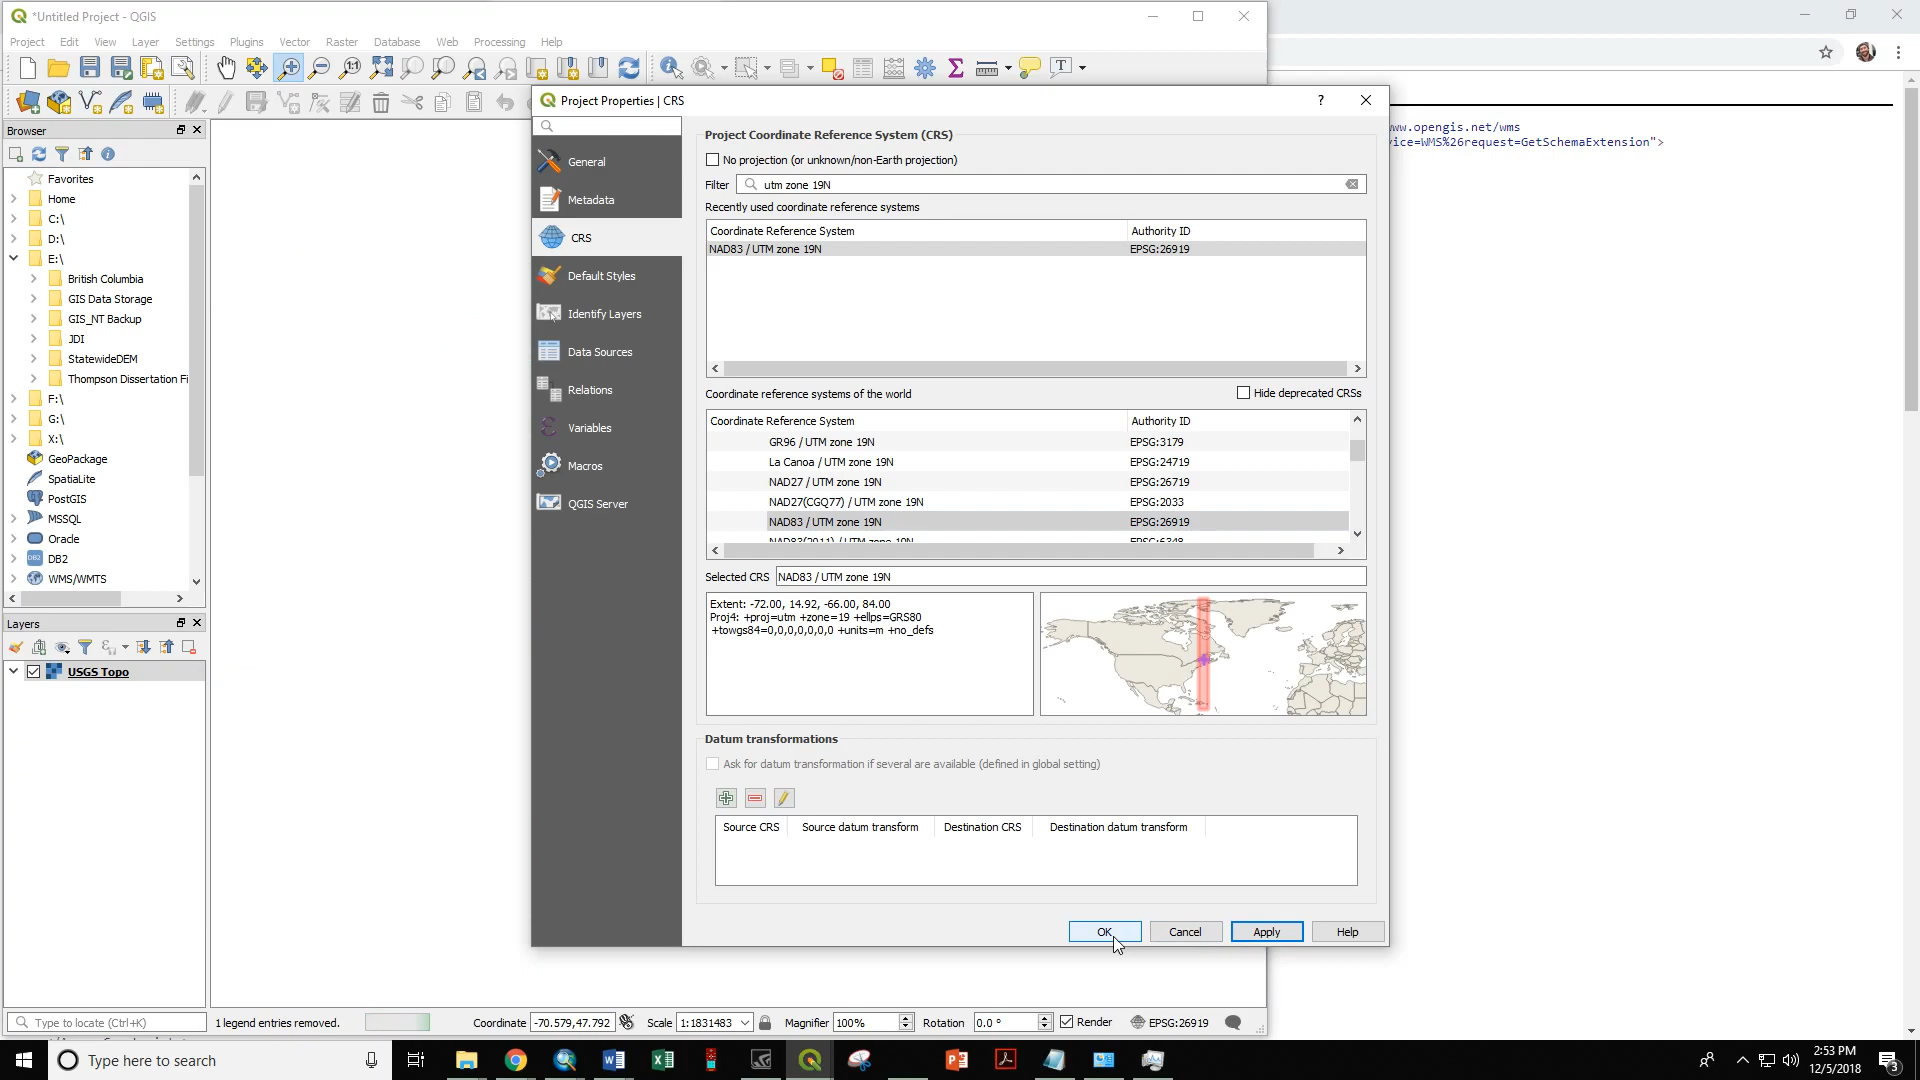 *Untitled Project - QGIS
Project Edit View Layer Settings Plugins Vector Raster Database Web Processing Help
Browser
Favorites
Home
C:\
D:\
E:\
British Columbia
GIS Data Storage
GIS_NT Backup
JDI
StatewideDEM
Thompson Dissertation Fi
F:\
G:\
X:\
GeoPackage
SpatiaLite
PostGIS
MSSQL
Oracle
DB2
WMS/WMTS
Layers
USGS Topo
Type to locate (Ctrl+K)
1 legend entries removed.
Coordinate -70.579,47.792
Scale 1:1831483
Magnifier 100%
Rotation 0.0 °
Render
EPSG:26919
Project Properties | CRS
General
Metadata
CRS
Default Styles
Identify Layers
Data Sources
Relations
Variables
Macros
QGIS Server
Project Coordinate Reference System (CRS)
No projection (or unknown/non-Earth projection)
Filter utm zone 19N
Recently used coordinate reference systems
Coordinate Reference System Authority ID
NAD83 / UTM zone 19N EPSG:26919
Coordinate reference systems of the world
Hide deprecated CRSs
Coordinate Reference System Authority ID
GR96 / UTM zone 19N EPSG:3179
La Canoa / UTM zone 19N EPSG:24719
NAD27 / UTM zone 19N EPSG:26719
NAD27(CGQ77) / UTM zone 19N EPSG:2033
NAD83 / UTM zone 19N EPSG:26919
NAD83(2011) / UTM zone 19N EPSG:6348
Selected CRS NAD83 / UTM zone 19N
Extent: -72.00, 14.92, -66.00, 84.00
Proj4: +proj=utm +zone=19 +ellps=GRS80
+towgs84=0,0,0,0,0,0,0 +units=m +no_defs
Datum transformations
Ask for datum transformation if several are available (defined in global setting)
Source CRS Source datum transform Destination CRS Destination datum transform
OK Cancel Apply Help
ww.opengis.net/wms
vice=WMS%26request=GetSchemaExtension">
Type here to search
2:53 PM
12/5/2018
3